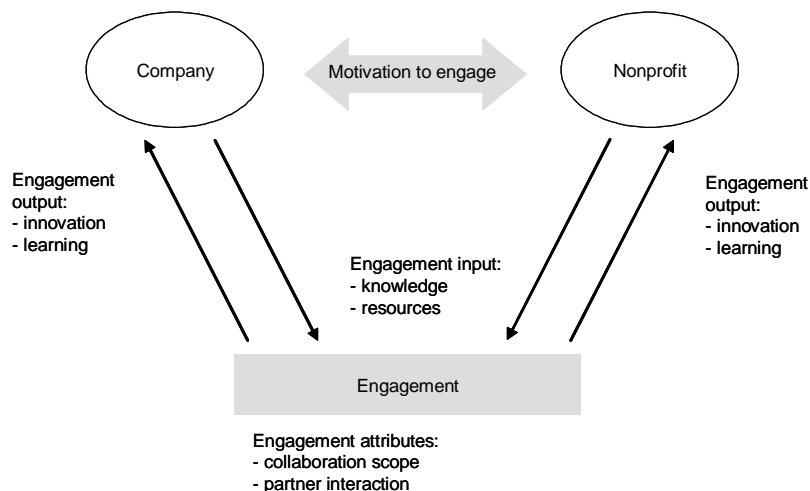 Company
Motivation to engage
Nonprofit
Engagement
output:
- innovation
- learning
Engagement
output:
- innovation
- learning
Engagement input:
- knowledge
- resources
Engagement
Engagement attributes:
- collaboration scope
- partner interaction